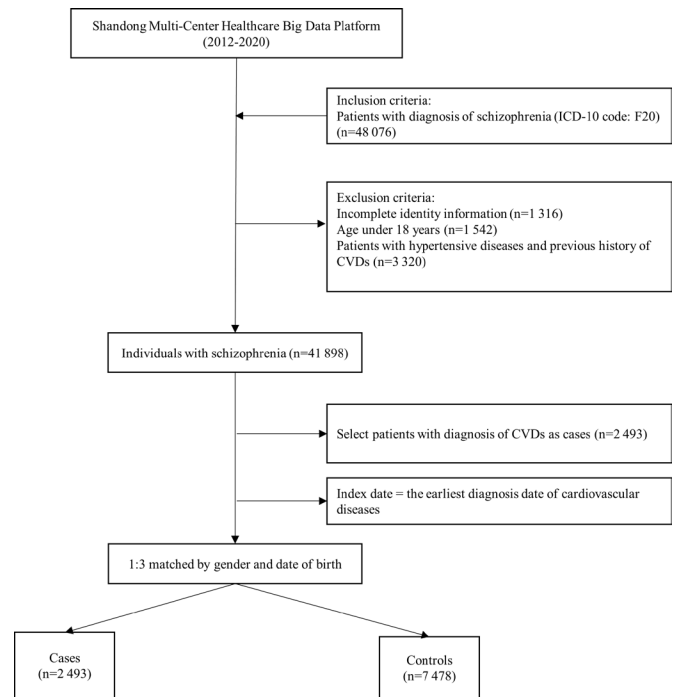 Shandong Multi-Center Healthcare Big Data Platform
(2012-2020)
Inclusion criteria:
Patients with diagnosis of schizophrenia (ICD-10 code: F20)
(n=48 076)
Exclusion criteria:
Incomplete identity information (n=1 316)
Age under 18 years (n=1 542)
Patients with hypertensive diseases and previous history of
CVDs (n=3 320)
Individuals with schizophrenia (n=41 898)
Select patients with diagnosis of CVDs as cases (n=2 493)
Index date = the earliest diagnosis date of cardiovascular
diseases
1:3 matched by gender and date of birth
Cases
(n=2 493)
Controls
(n=7 478)